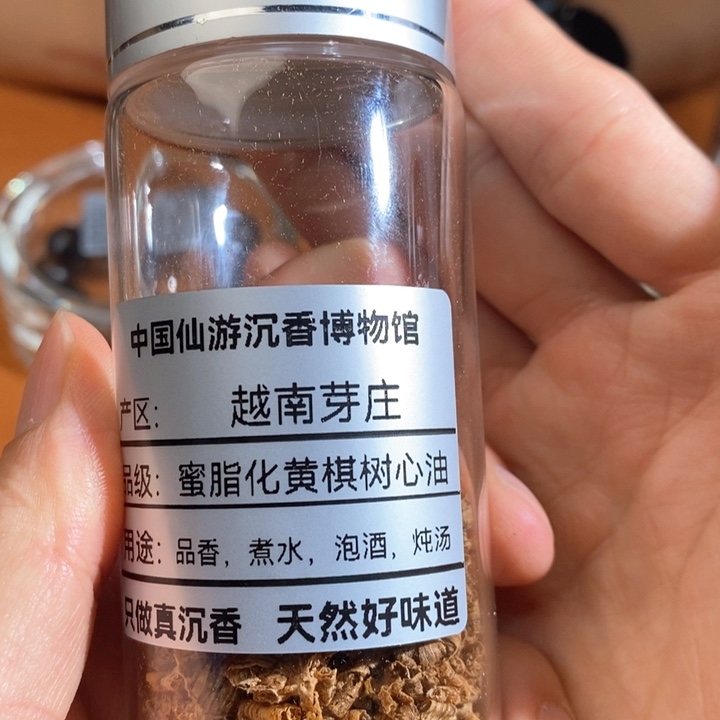 中国仙游沉香博物馆
产区： 越南芽庄
品级：蜜脂化黄棋树心油
用途：品香，煮水，泡酒，炖汤
只做真沉香 天然好味道